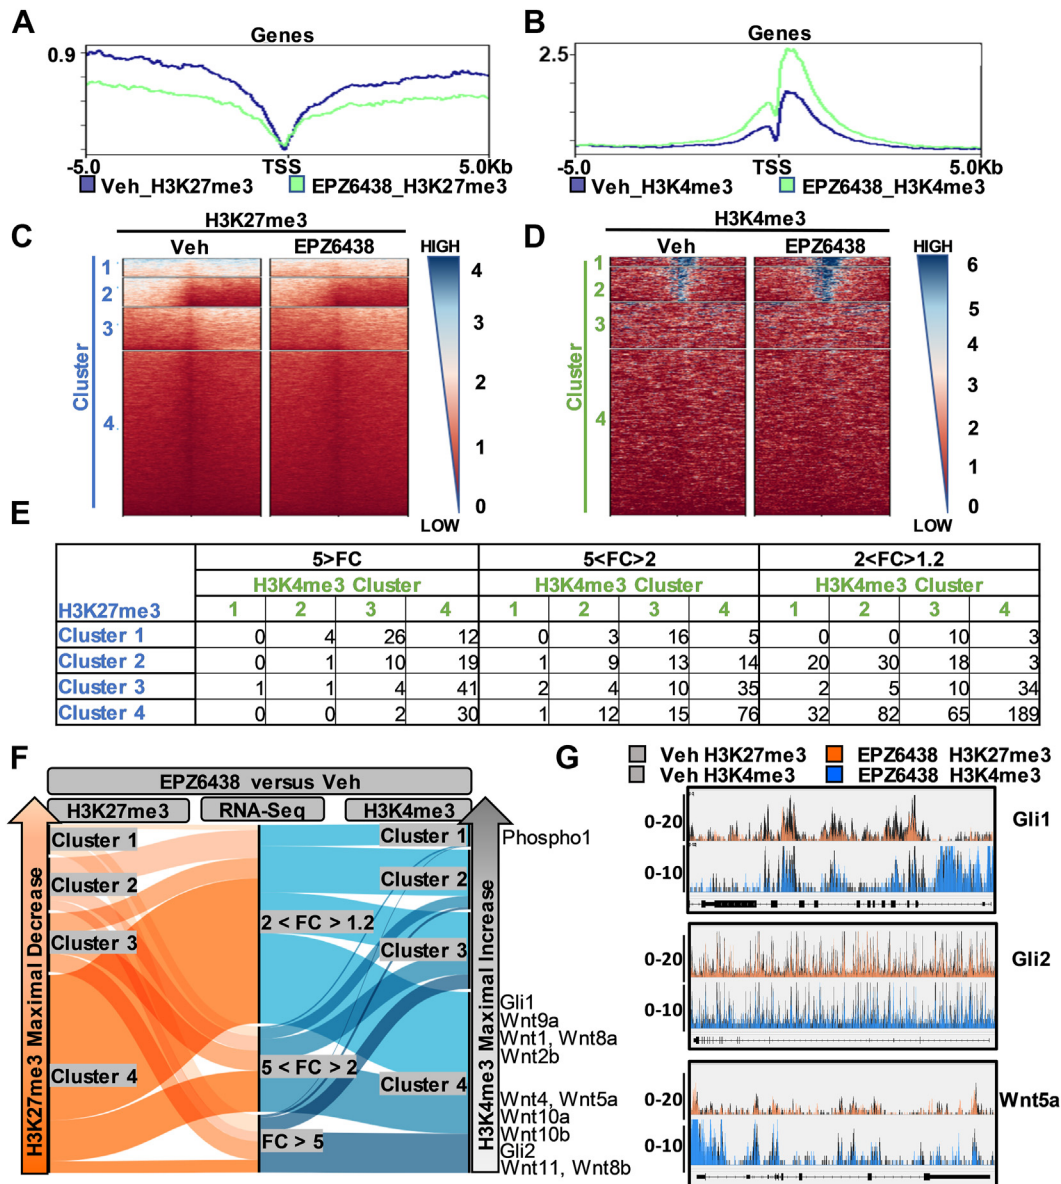 A
Genes
0.9
-5.0
TSS
5.0Kb
Veh_H3K27me3
EPZ6438_H3K27me3
B
Genes
2.5
-5
TSS
5.0Kb
Veh_H3K4me3
EPZ6438_H3K4me3
C
H3K27me3
Veh
EPZ6438
HIGH
Cluster
1
2
3
4
4
3
2
1
0
LOW
D
H3K4me3
Veh
EPZ6438
HIGH
Cluster
1
2
3
4
6
5
4
3
2
1
0
LOW
E
5>FC 5<FC>2 2<FC>1.2
H3K4me3 Cluster H3K4me3 Cluster H3K4me3 Cluster
H3K27me3 1 2 3 4 1 2 3 4 1 2 3 4
Cluster 1 0 4 26 12 0 3 16 5 0 0 10 3
Cluster 2 0 1 10 19 1 9 13 14 20 30 18 3
Cluster 3 1 1 4 41 2 4 10 35 2 5 10 34
Cluster 4 0 0 2 30 1 12 15 76 32 82 65 189
F
EPZ6438 versus Veh
H3K27me3 RNA-Seq H3K4me3
H3K27me3 Maximal Decrease
Cluster 1
Cluster 2
Cluster 3
Cluster 4
2 < FC > 1.2
5 < FC > 2
FC > 5
Cluster 1
Cluster 2
Cluster 3
Cluster 4
H3K4me3 Maximal Increase
Phospho1
Gli1
Wnt9a
Wnt1, Wnt8a
Wnt2b
Wnt4, Wnt5a
Wnt10a
Wnt10b
Gli2
Wnt11, Wnt8b
G
Veh H3K27me3 EPZ6438 H3K27me3
Veh H3K4me3 EPZ6438 H3K4me3
0-20
Gli1
0-10
0-20
Gli2
0-10
0-20
Wnt5a
0-10